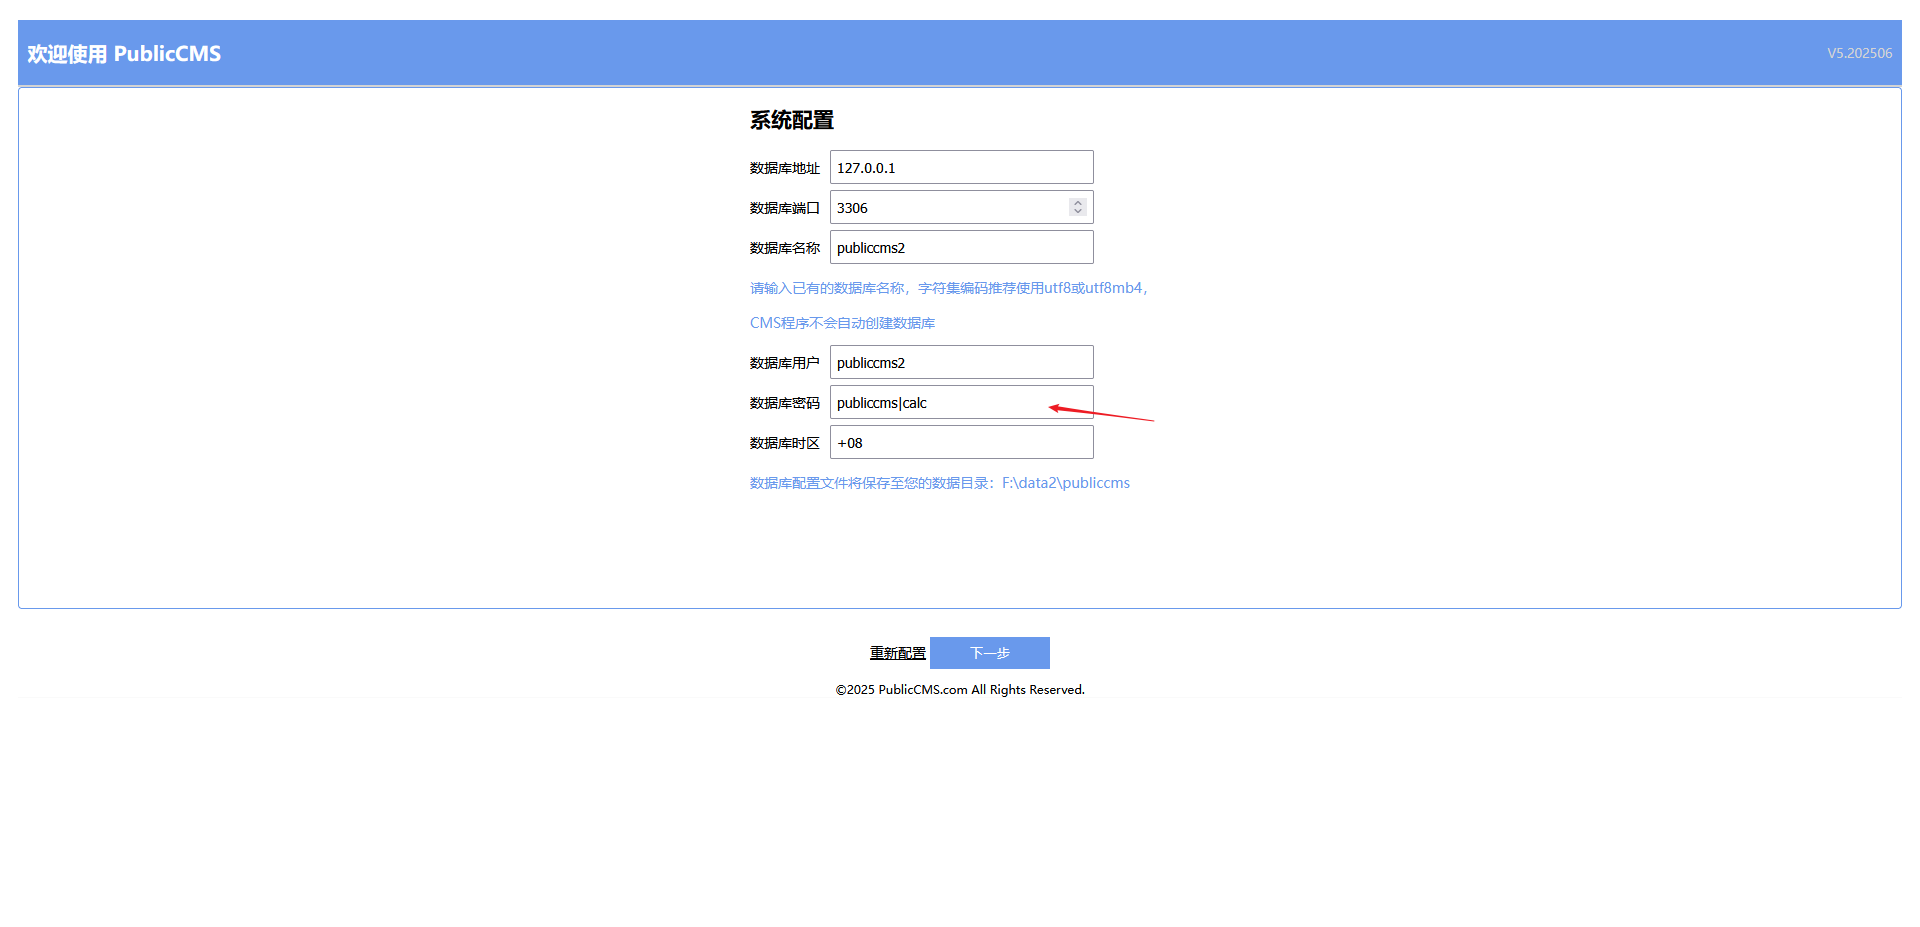 欢迎使用 PublicCMS
V5.202506
系统配置
数据库地址 127.0.0.1
数据库端口 3306
数据库名称 publiccms2
请输入已有的数据库名称，字符集编码推荐使用utf8或utf8mb4，
CMS程序不会自动创建数据库
数据库用户 publiccms2
数据库密码 publiccms|calc
数据库时区 +08
数据库配置文件将保存至您的数据目录：F:\data2\publiccms
重新配置 下一步
©2025 PublicCMS.com All Rights Reserved.